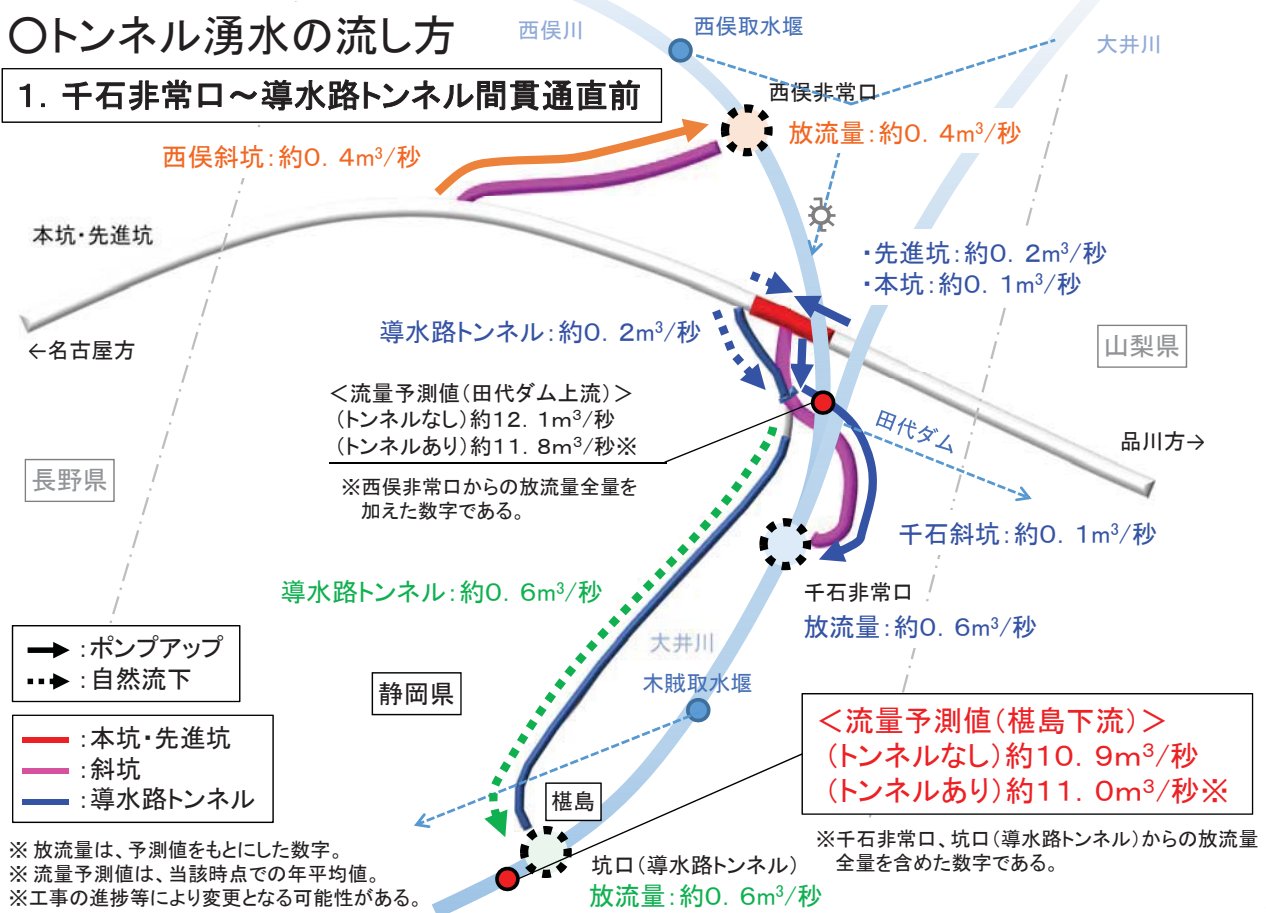 〇トンネル湧水の流し方
1. 千石非常口～導水路トンネル間貫通直前
西俣川
西俣取水堰
大井川
西俣非常口
放流量:約0. 4m³/秒
西俣斜坑:約0. 4m³/秒
本坑・先進坑
←名古屋方
・先進坑:約0. 2m³/秒
・本坑:約0. 1m³/秒
導水路トンネル:約0. 2m³/秒
山梨県
<流量予測値(田代ダム上流)>
(トンネルなし)約12. 1m³/秒
(トンネルあり)約11. 8m³/秒※
※西俣非常口からの放流量全量を
加えた数字である。
田代ダム
品川方→
長野県
千石斜坑:約0. 1m³/秒
導水路トンネル:約0. 6m³/秒
千石非常口
放流量:約0. 6m³/秒
:ポンプアップ
:自然流下
大井川
木賊取水堰
静岡県
:本坑・先進坑
:斜坑
:導水路トンネル
<流量予測値(椹島下流)>
(トンネルなし)約10. 9m³/秒
(トンネルあり)約11. 0m³/秒※
※千石非常口、坑口(導水路トンネル)からの放流量
全量を含めた数字である。
椹島
坑口(導水路トンネル)
放流量:約0. 6m³/秒
※ 放流量は、予測値をもとにした数字。
※ 流量予測値は、当該時点での年平均値。
※工事の進捗等により変更となる可能性がある。